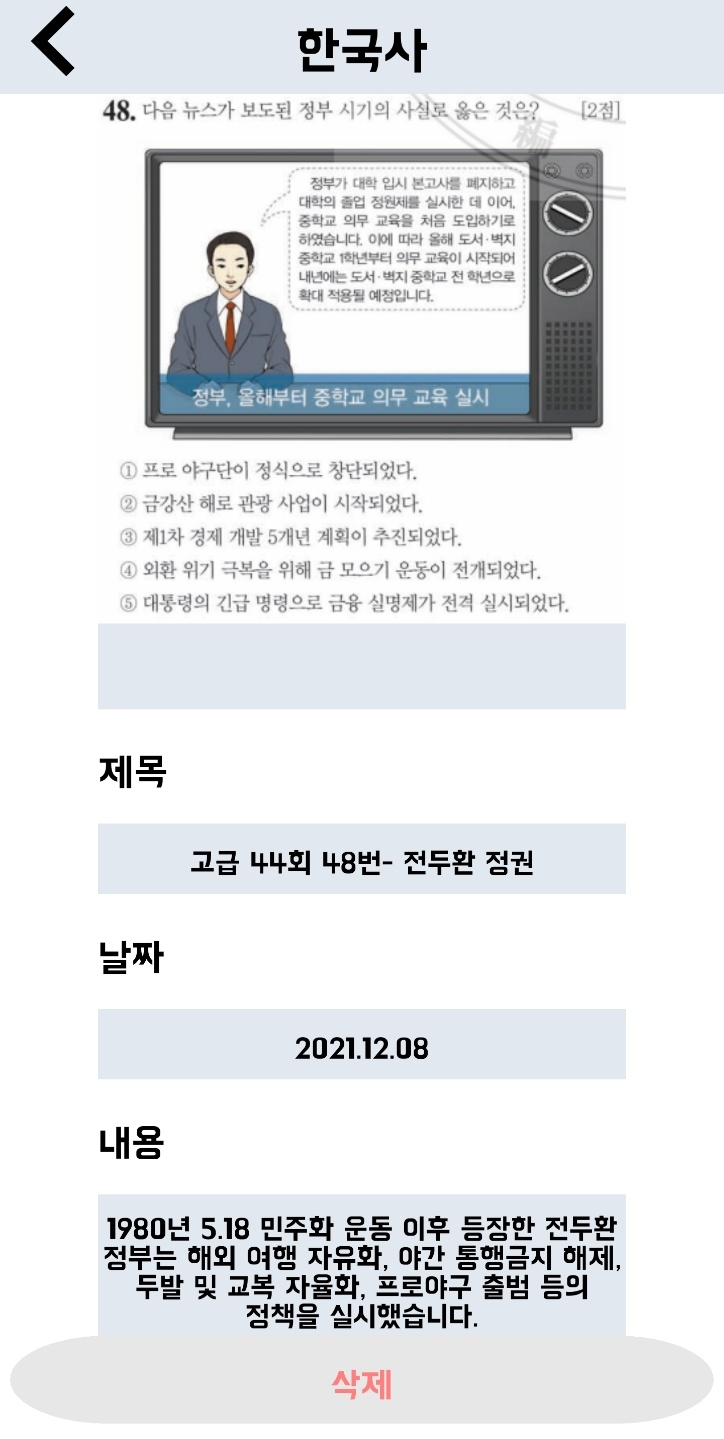 한국사
48. 다음 뉴스가 보도된 정부 시기의 사실로 옳은 것은? [2점]
編
정부가 대학 입시 본고사를 폐지하고
대학의 졸업 정원제를 실시한 데 이어,
중학교 의무 교육을 처음 도입하기로
하였습니다. 이에 따라 올해 도서·벽지
중학교 1학년부터 의무 교육이 시작되어
내년에는 도서·벽지 중학교 전 학년으로
확대 적용될 예정입니다.
정부, 올해부터 중학교 의무 교육 실시
① 프로 야구단이 정식으로 창단되었다.
② 금강산 해로 관광 사업이 시작되었다.
③ 제1차 경제 개발 5개년 계획이 추진되었다.
④ 외환 위기 극복을 위해 금 모으기 운동이 전개되었다.
⑤ 대통령의 긴급 명령으로 금융 실명제가 전격 실시되었다.
제목
고급 44회 48번- 전두환 정권
날짜
2021.12.08
내용
1980년 5.18 민주화 운동 이후 등장한 전두환
정부는 해외 여행 자유화, 야간 통행금지 해제,
두발 및 교복 자율화, 프로야구 출범 등의
정책을 실시했습니다.
삭제